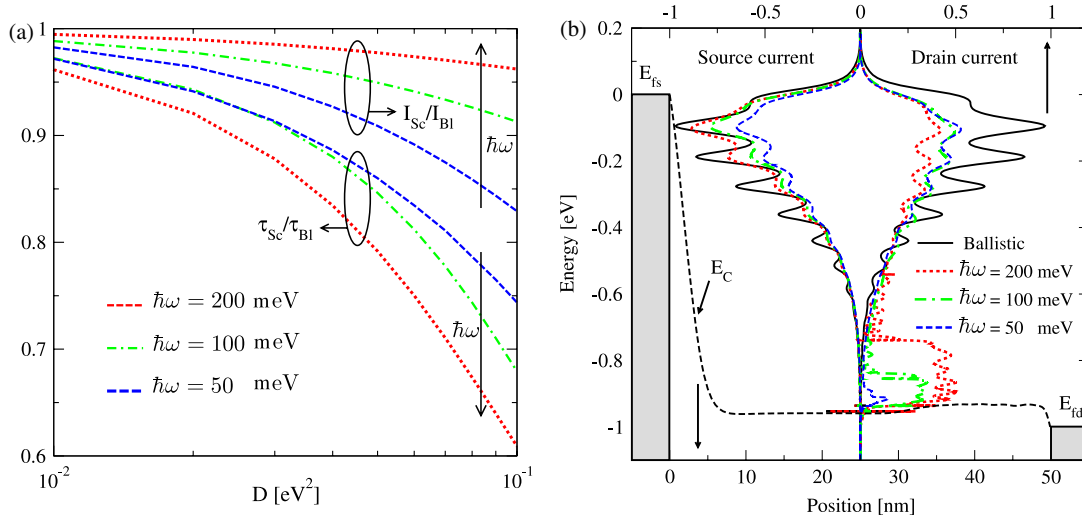 (a)
1
0.9
0.8
0.7
0.6
I_Sc/I_Bl
ħω
τ_Sc/τ_Bl
ħω
ħω = 200 meV
ħω = 100 meV
ħω = 50 meV
10^-2
10^-1
D [eV^2]
(b)
-1 -0.5 0 0.5 1
0.2
0
-0.2
-0.4
-0.6
-0.8
-1
Energy [eV]
Source current Drain current
E_fs
E_C
Ballistic
ħω = 200 meV
ħω = 100 meV
ħω = 50 meV
E_fd
0 10 20 30 40 50
Position [nm]